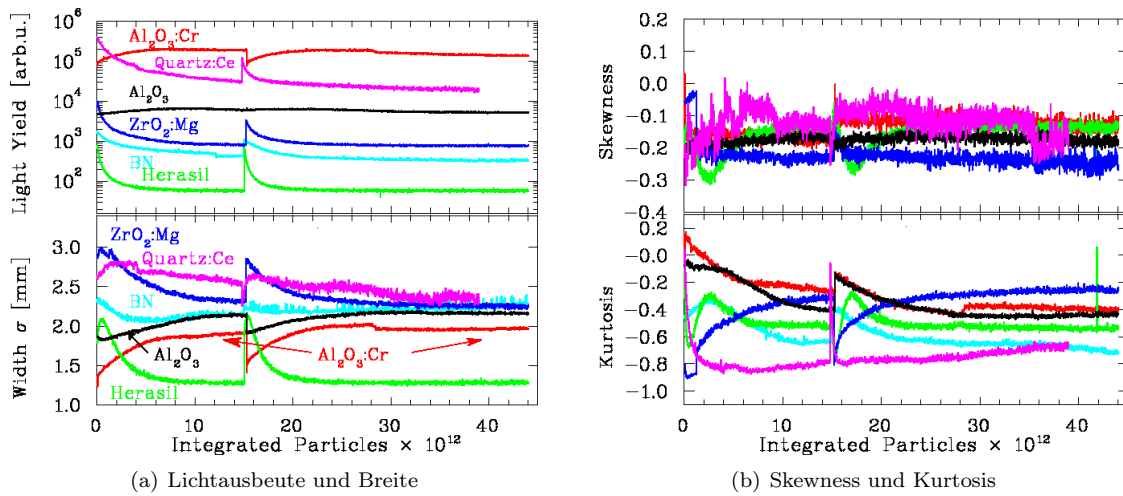 Light Yield [arb.u.]
10⁶
10⁵
10⁴
10³
10²
Al₂O₃:Cr
Quartz:Ce
Al₂O₃
ZrO₂:Mg
BN
Herasil
Width σ [mm]
3.0
2.5
2.0
1.5
1.0
ZrO₂:Mg
Quartz:Ce
BN
Al₂O₃
Al₂O₃:Cr
Herasil
0 10 20 30 40
Integrated Particles × 10¹²
(a) Lichtausbeute und Breite
Skewness
0.2
0.1
0.0
−0.1
−0.2
−0.3
−0.4
Kurtosis
0.2
0.0
−0.2
−0.4
−0.6
−0.8
−1.0
0 10 20 30 40
Integrated Particles × 10¹²
(b) Skewness und Kurtosis